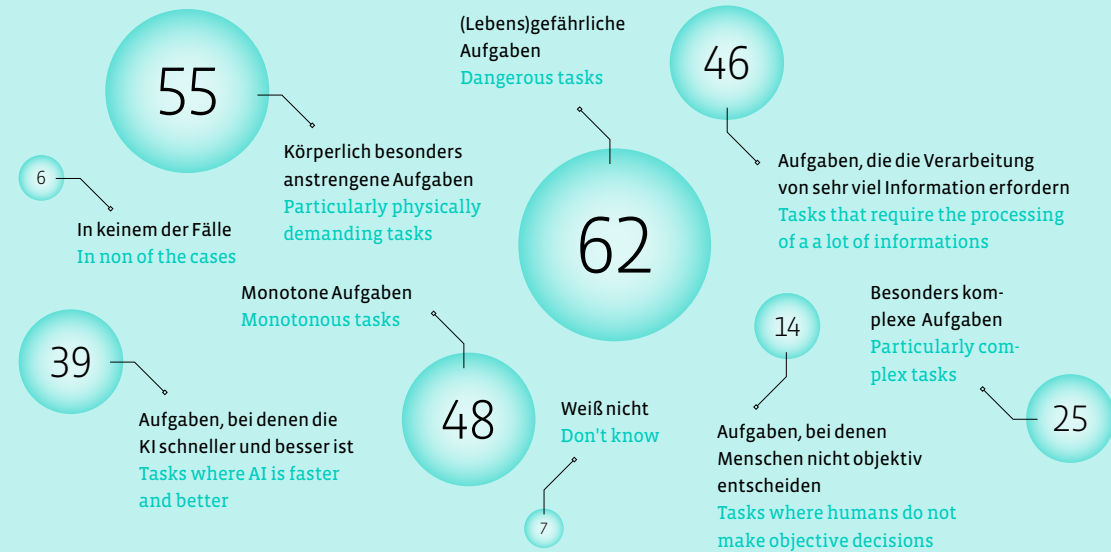 55
Körperlich besonders
anstrengene Aufgaben
Particularly physically
demanding tasks
(Lebens)gefährliche
Aufgaben
Dangerous tasks
62
46
Aufgaben, die die Verarbeitung
von sehr viel Information erfordern
Tasks that require the processing
of a a lot of informations
6
In keinem der Fälle
In non of the cases
Monotone Aufgaben
Monotonous tasks
48
39
Aufgaben, bei denen die
KI schneller und besser ist
Tasks where AI is faster
and better
Weiß nicht
Don't know
7
14
Aufgaben, bei denen
Menschen nicht objektiv
entscheiden
Tasks where humans do not
make objective decisions
Besonders kom-
plexe Aufgaben
Particularly com-
plex tasks
25